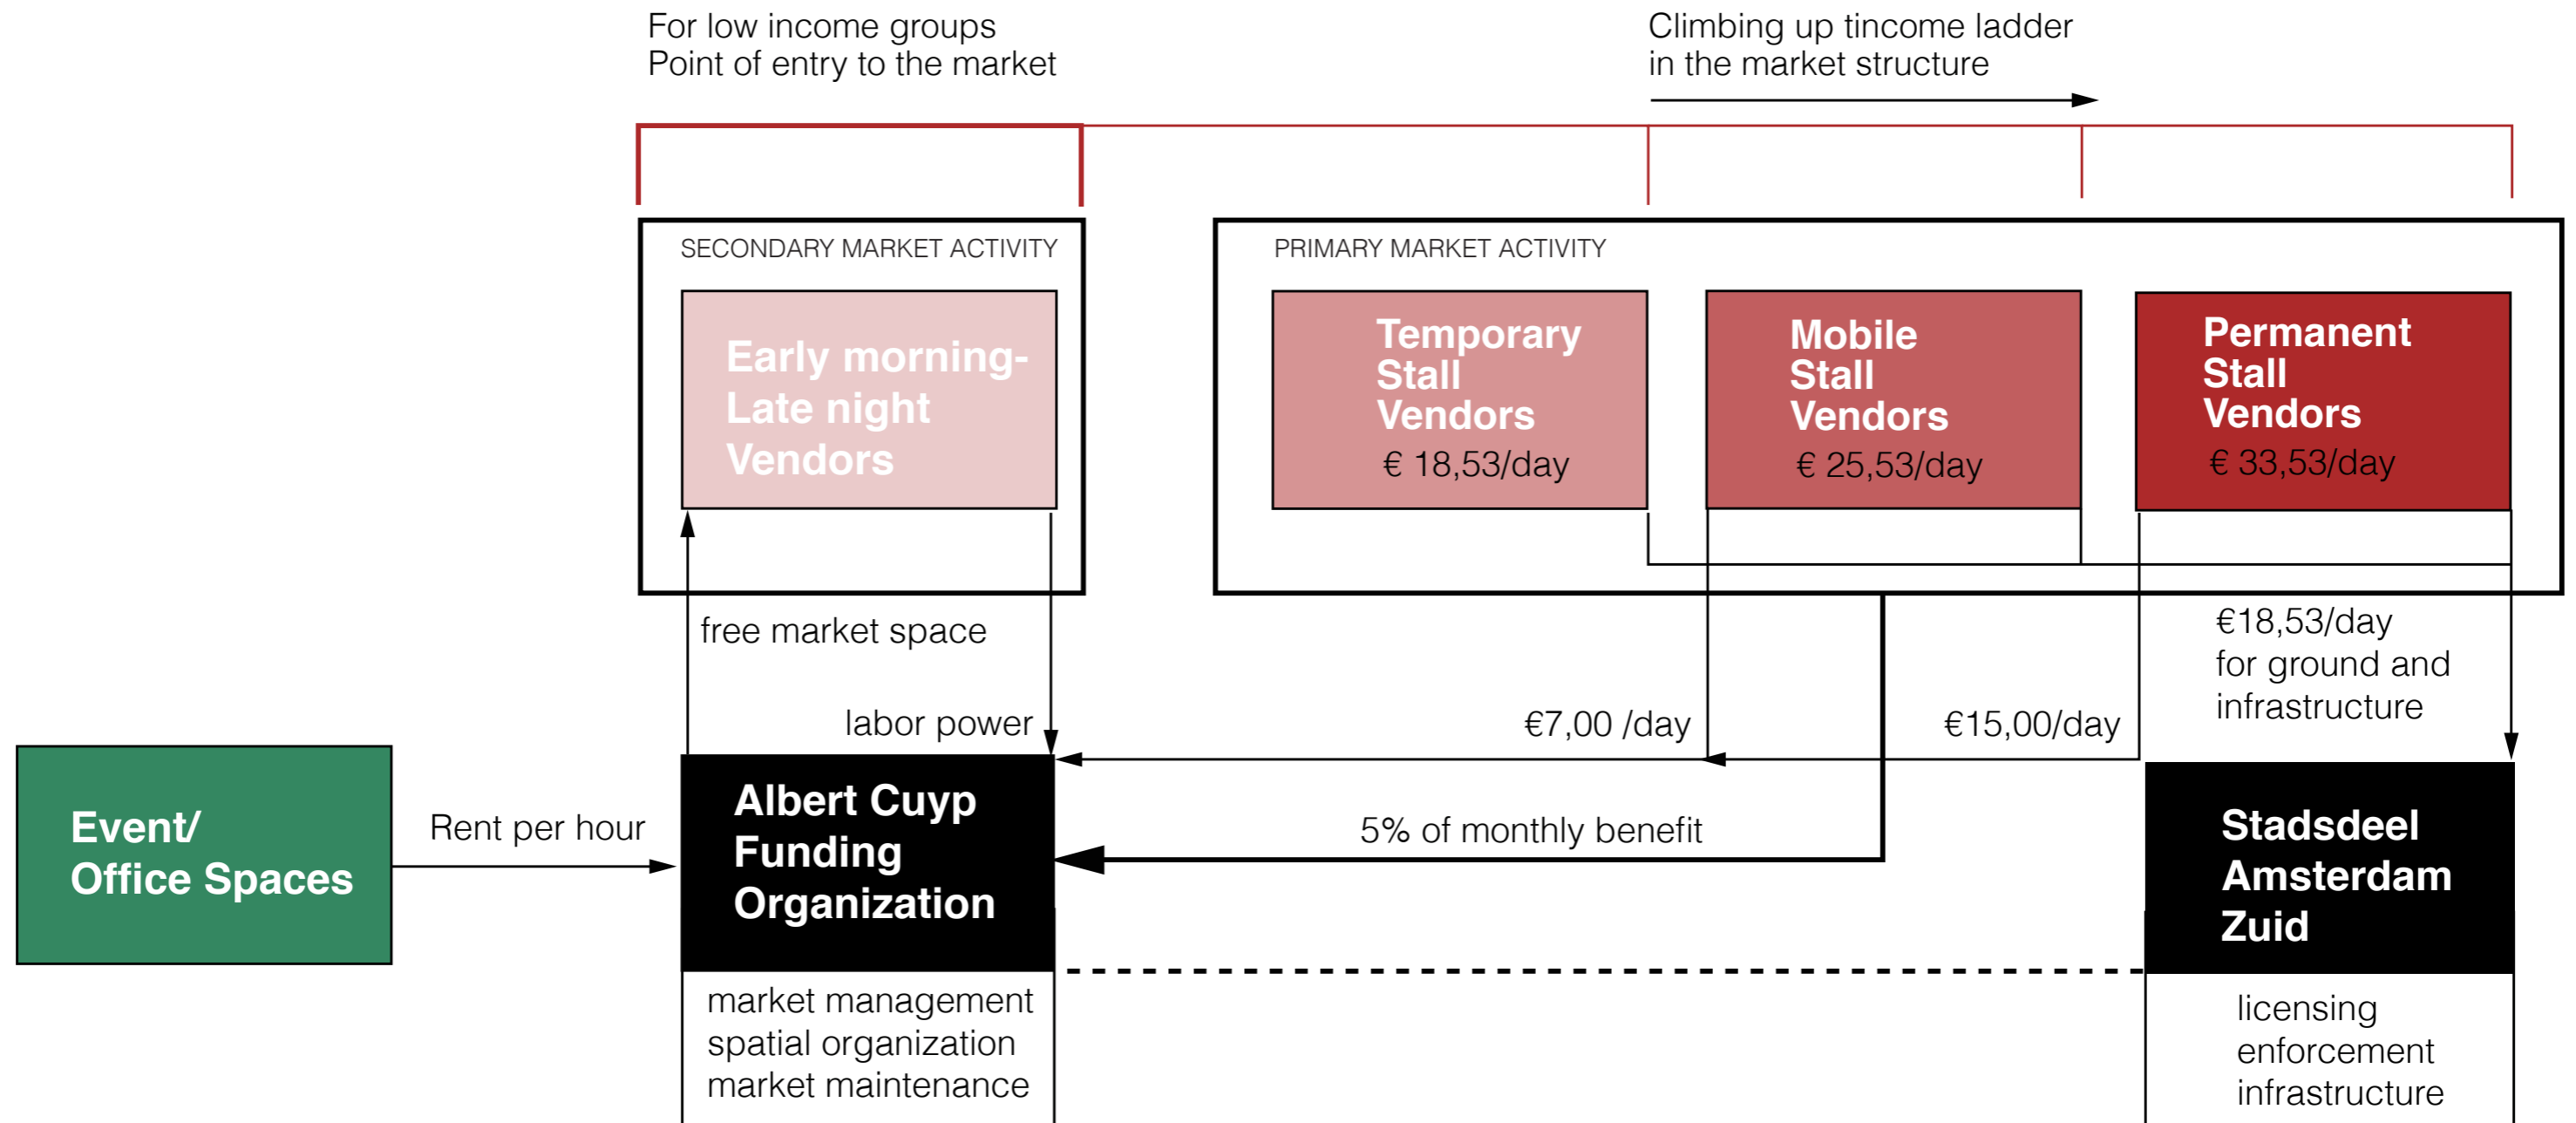 For low income groups
Point of entry to the market
Climbing up tincome ladder
in the market structure
SECONDARY MARKET ACTIVITY
Early morning-
Late night
Vendors
PRIMARY MARKET ACTIVITY
Temporary
Stall
Vendors
€ 18,53/day
Mobile
Stall
Vendors
€ 25,53/day
Permanent
Stall
Vendors
€ 33,53/day
free market space
labor power
€7,00 /day
€15,00/day
€18,53/day
for ground and
infrastructure
Event/
Office Spaces
Rent per hour
Albert Cuyp
Funding
Organization
5% of monthly benefit
Stadsdeel
Amsterdam
Zuid
market management
spatial organization
market maintenance
licensing
enforcement
infrastructure